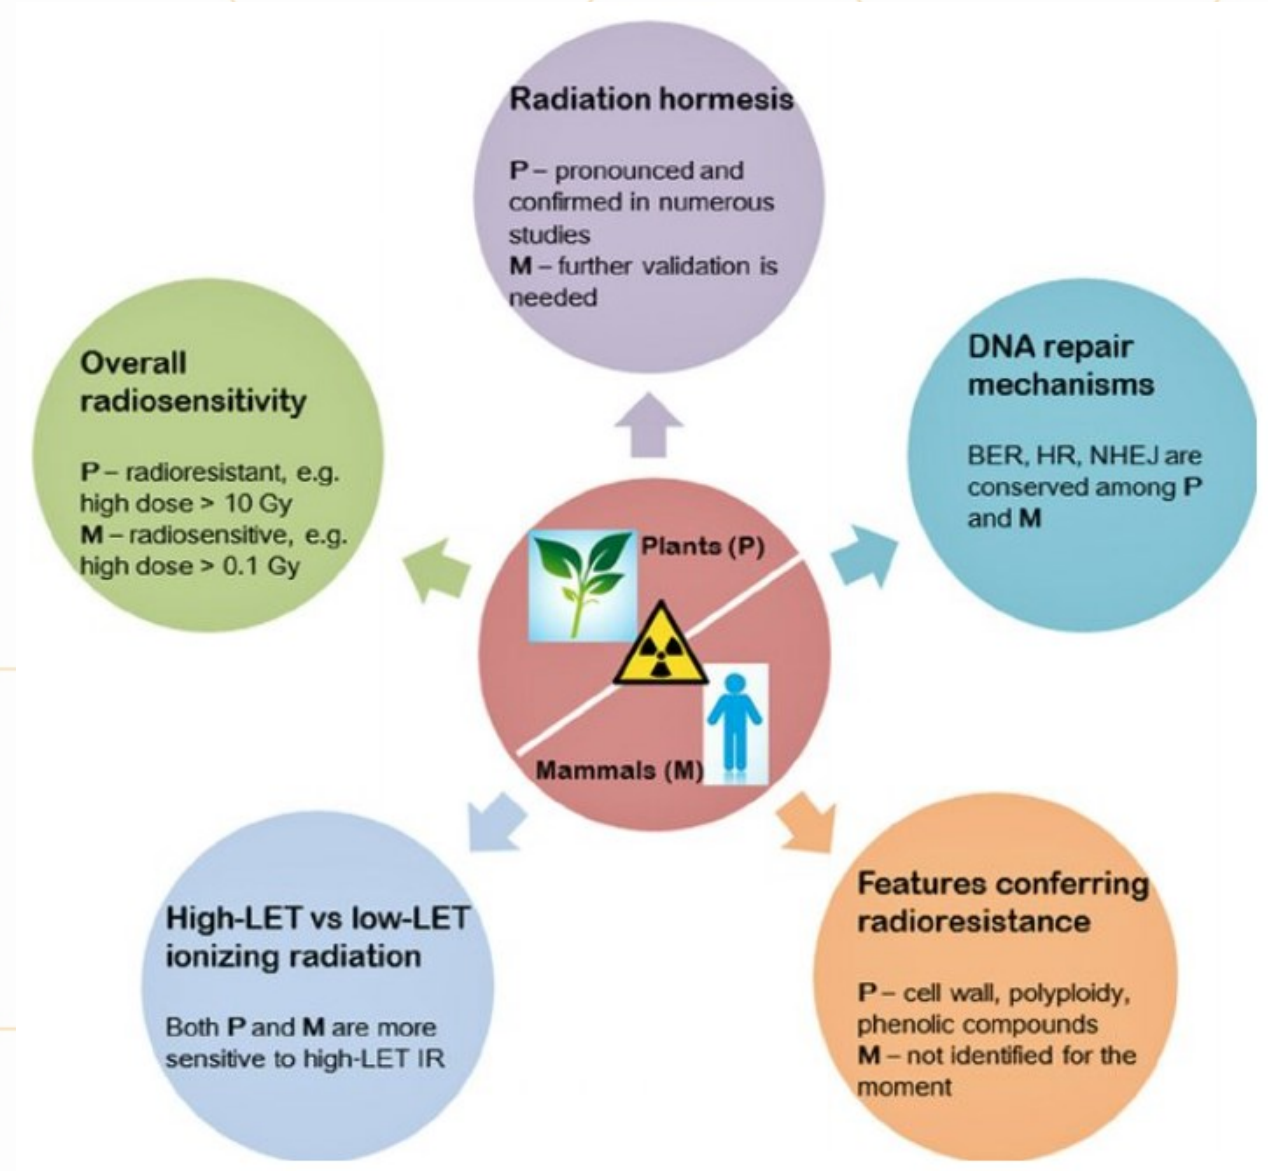 Radiation hormesis
P – pronounced and
confirmed in numerous
studies
M – further validation is
needed
Overall
radiosensitivity
P – radioresistant, e.g.
high dose > 10 Gy
M – radiosensitive, e.g.
high dose > 0.1 Gy
DNA repair
mechanisms
BER, HR, NHEJ are
conserved among P
and M
Plants (P)
Mammals (M)
High-LET vs low-LET
ionizing radiation
Both P and M are more
sensitive to high-LET IR
Features conferring
radioresistance
P – cell wall, polyploidy,
phenolic compounds
M – not identified for the
moment